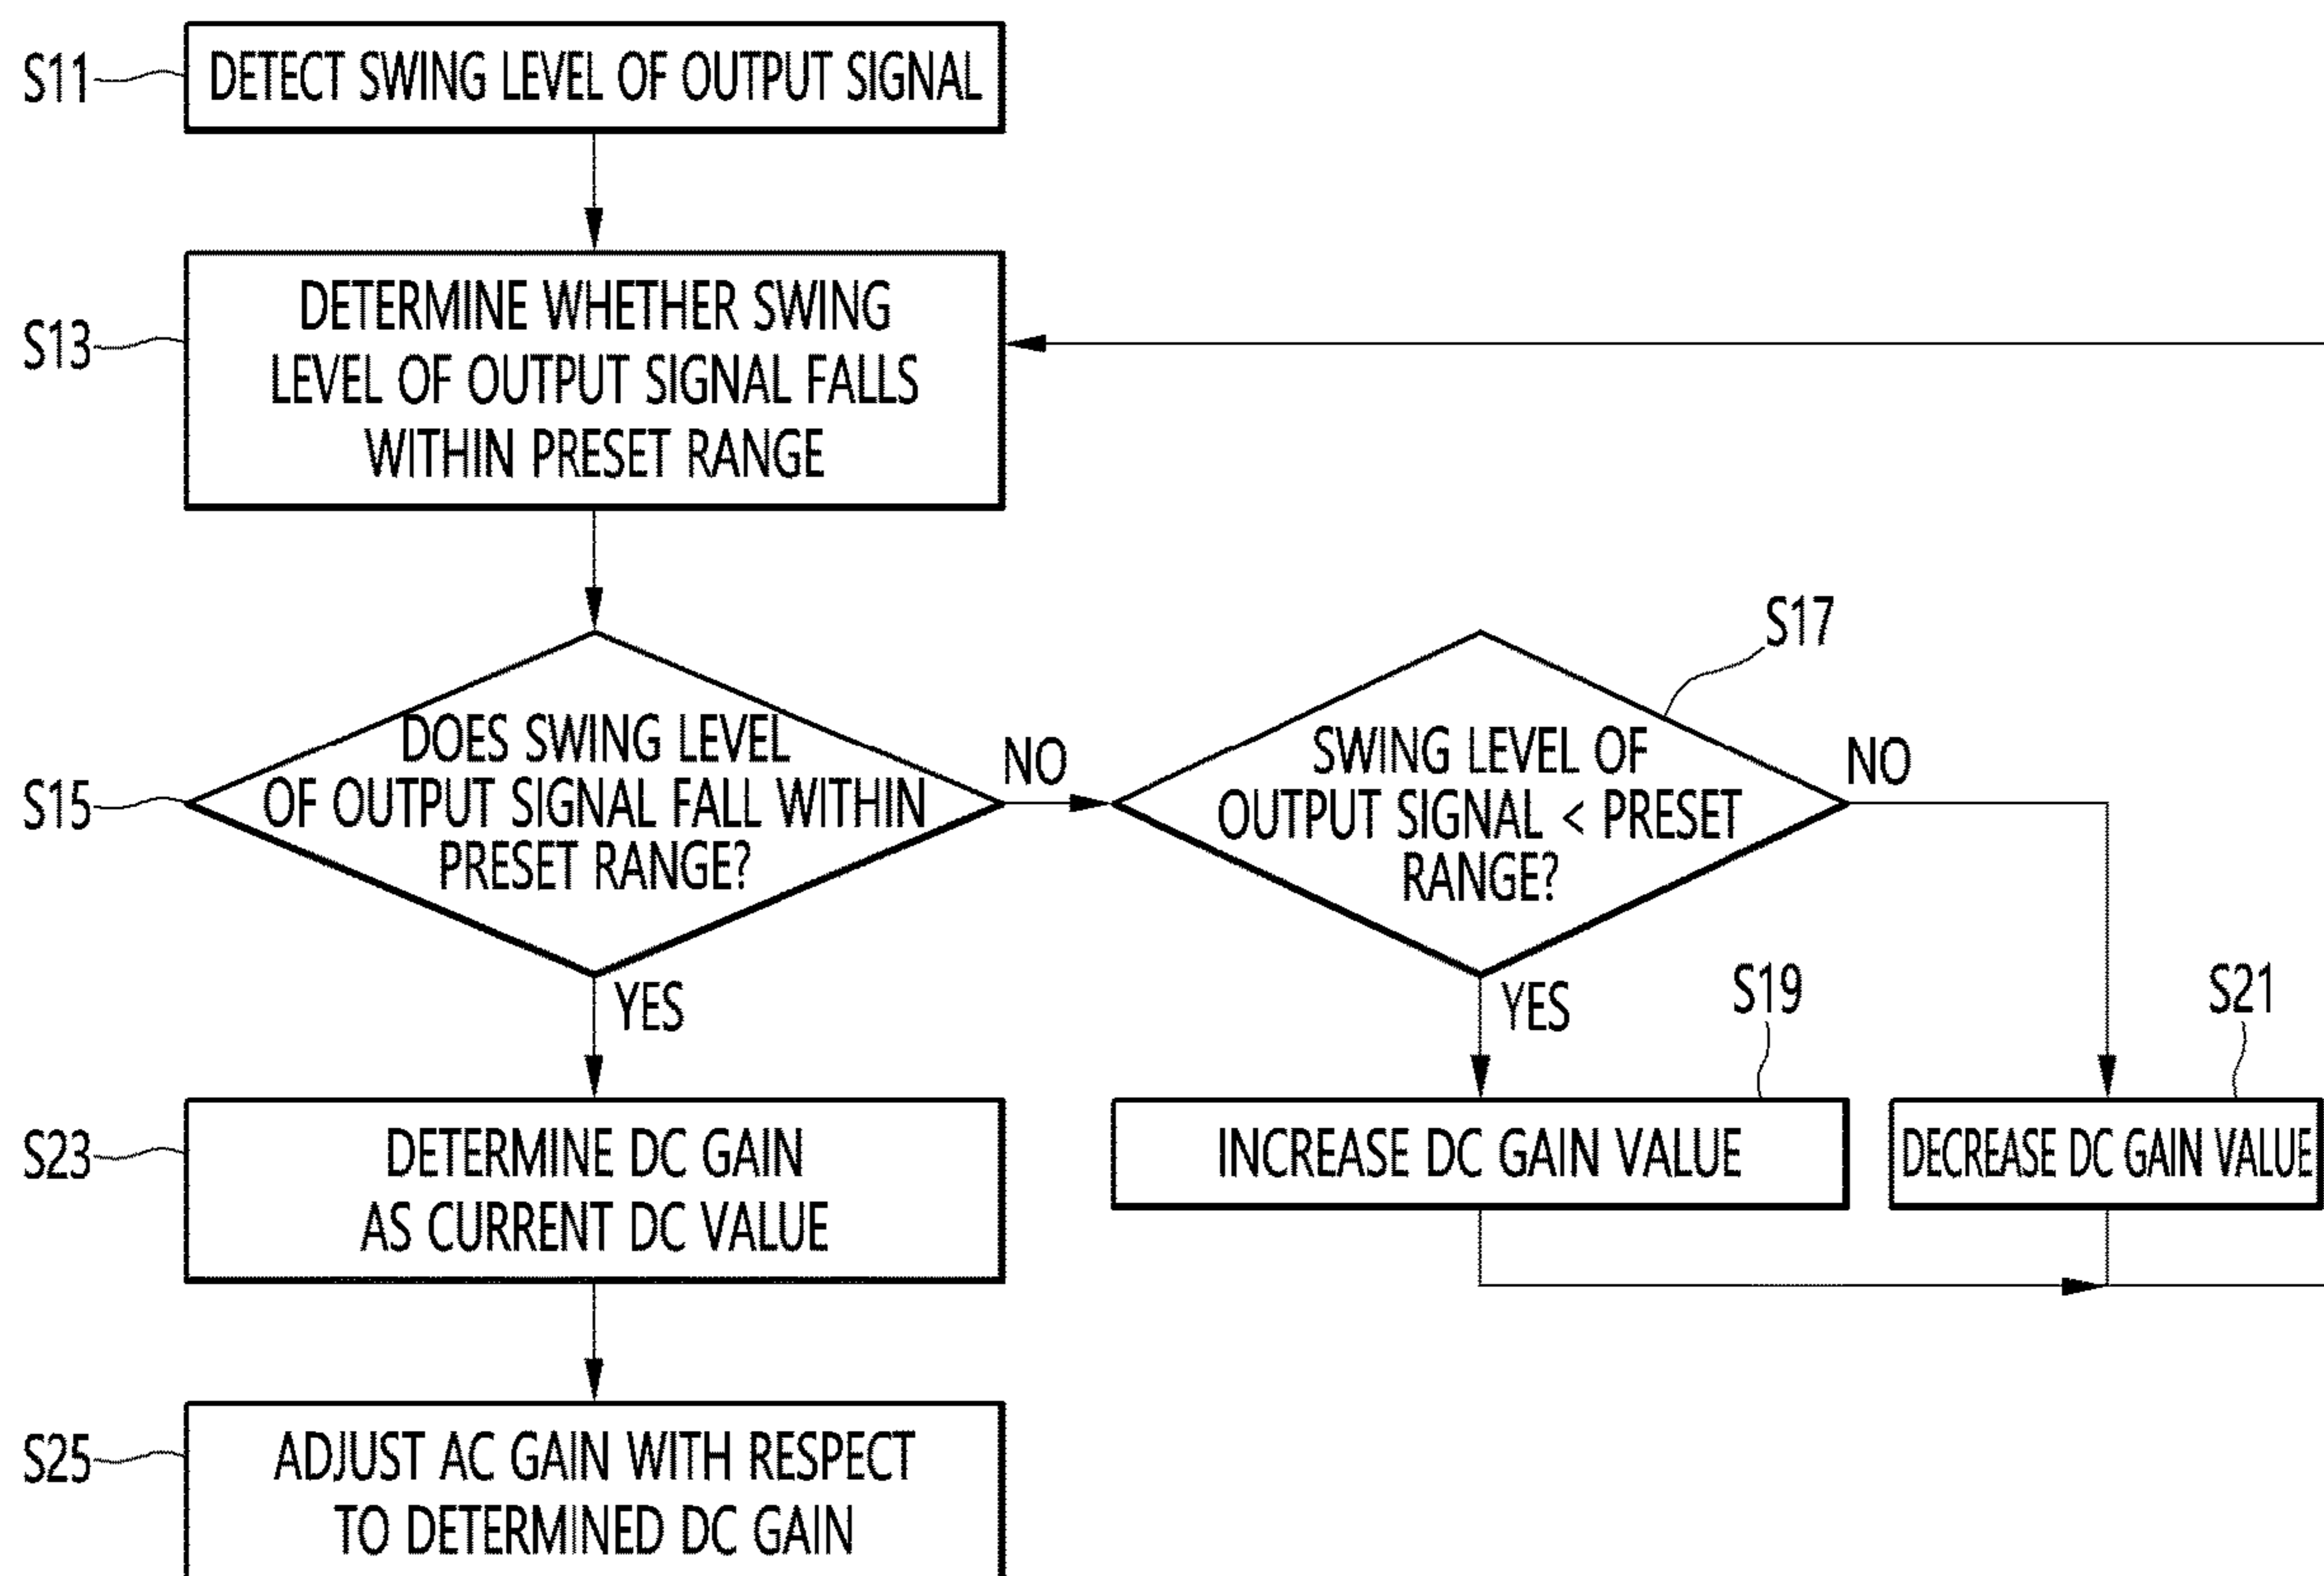 S11
DETECT SWING LEVEL OF OUTPUT SIGNAL
S13
DETERMINE WHETHER SWING
LEVEL OF OUTPUT SIGNAL FALLS
WITHIN PRESET RANGE
S15
DOES SWING LEVEL
OF OUTPUT SIGNAL FALL WITHIN
PRESET RANGE?
NO
YES
S17
SWING LEVEL OF
OUTPUT SIGNAL < PRESET
RANGE?
NO
YES
S19
INCREASE DC GAIN VALUE
S21
DECREASE DC GAIN VALUE
S23
DETERMINE DC GAIN
AS CURRENT DC VALUE
S25
ADJUST AC GAIN WITH RESPECT
TO DETERMINED DC GAIN